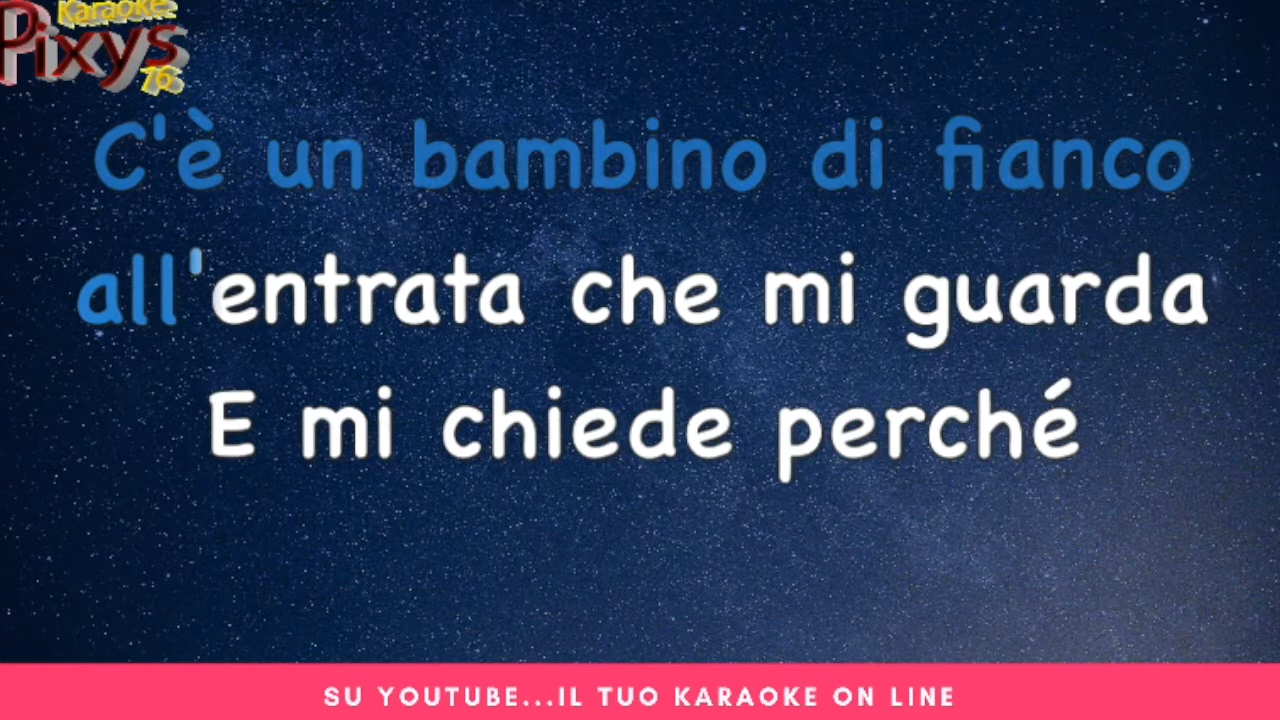 Karaoke
Pixys
76
C'è un bambino di fianco
all'entrata che mi guarda
E mi chiede perché
SU YOUTUBE...IL TUO KARAOKE ON LINE